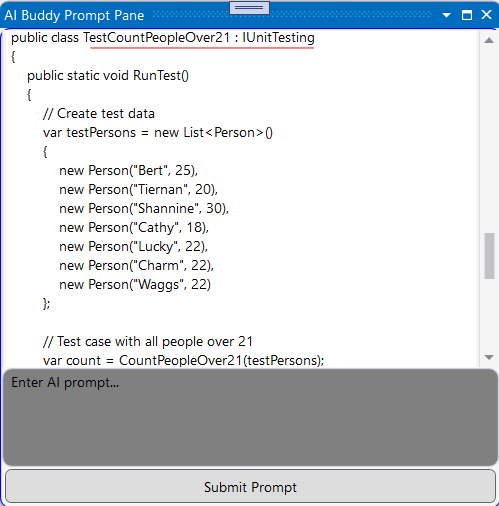 AI Buddy Prompt Pane
public class TestCountPeopleOver21 : IUnitTesting
{
    public static void RunTest()
    {
        // Create test data
        var testPersons = new List<Person>()
        {
            new Person("Bert", 25),
            new Person("Tiernan", 20),
            new Person("Shannine", 30),
            new Person("Cathy", 18),
            new Person("Lucky", 22),
            new Person("Charm", 22),
            new Person("Waggs", 22)
        };

        // Test case with all people over 21
        var count = CountPeopleOver21(testPersons);
Enter AI prompt...
Submit Prompt